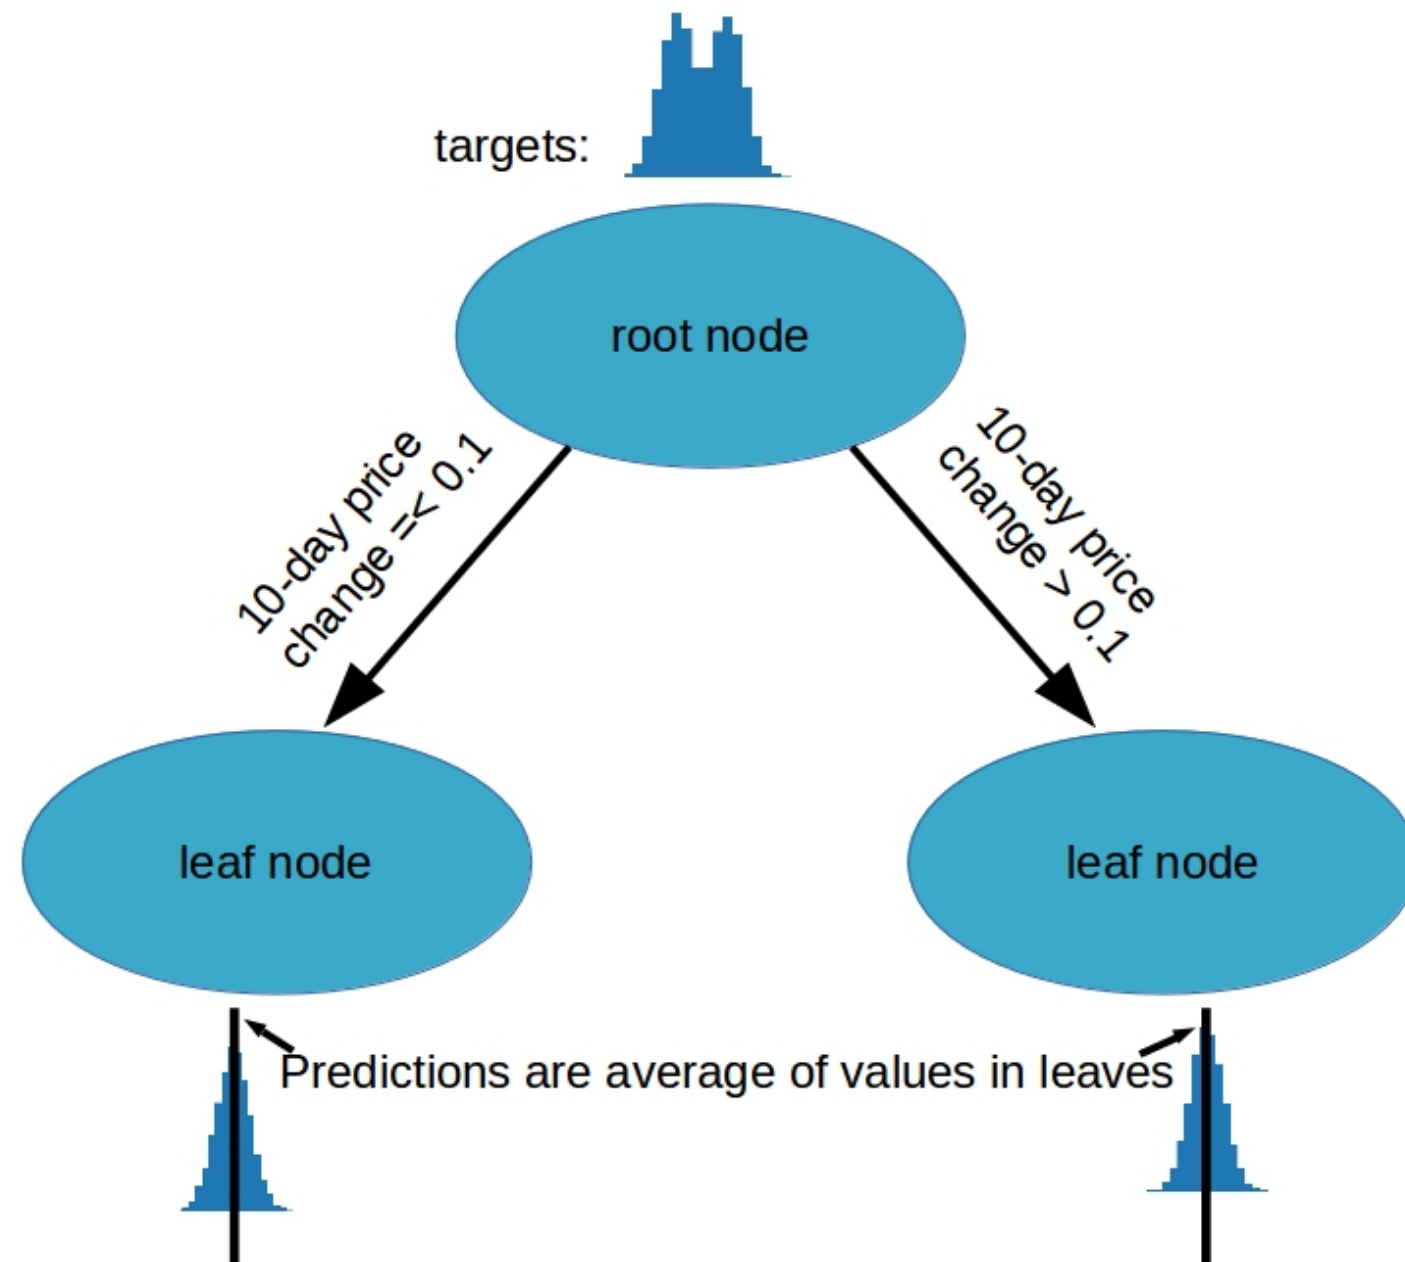 targets:
root node
10-day price
change =< 0.1
10-day price
change > 0.1
leaf node
leaf node
Predictions are average of values in leaves